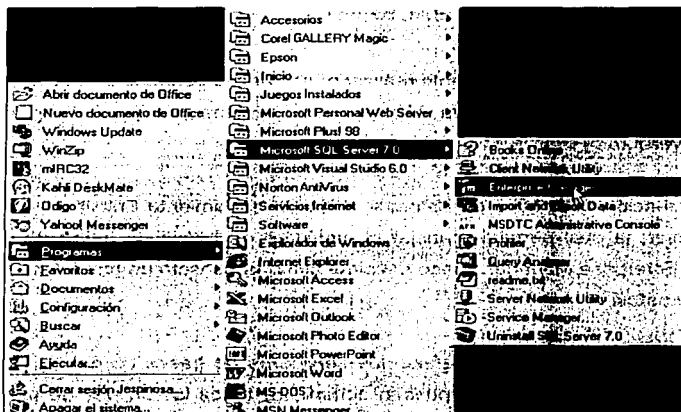 Abrir documento de Office
Nuevo documento de Office
Windows Update
WinZip
mIRC32
Kahli DeskMate
Odigo
Yahoo! Messenger
Programas
Favoritos
Documentos
Configuración
Buscar
Ayuda
Ejecutar...
Cerrar sesión Jespinosa...
Apagar el sistema...
Accesorios
Corel GALLERY Magic
Epson
Inicio
Juegos Instalados
Microsoft Personal Web Server
Microsoft Plus! 98
Microsoft SQL Server 7.0
Microsoft Visual Studio 6.0
Norton AntiVirus
Servicios Internet
Software
Explorador de Windows
Internet Explorer
Microsoft Access
Microsoft Excel
Microsoft Outlook
Microsoft Photo Editor
Microsoft PowerPoint
Microsoft Word
MS-DOS
MSN Messenger
Books Online
Client Network Utility
Enterprise Manager
Import and Export Data
MSDTC Administrative Console
Profiler
Query Analyzer
readme.txt
Server Network Utility
Service Manager
Uninstall SQL Server 7.0